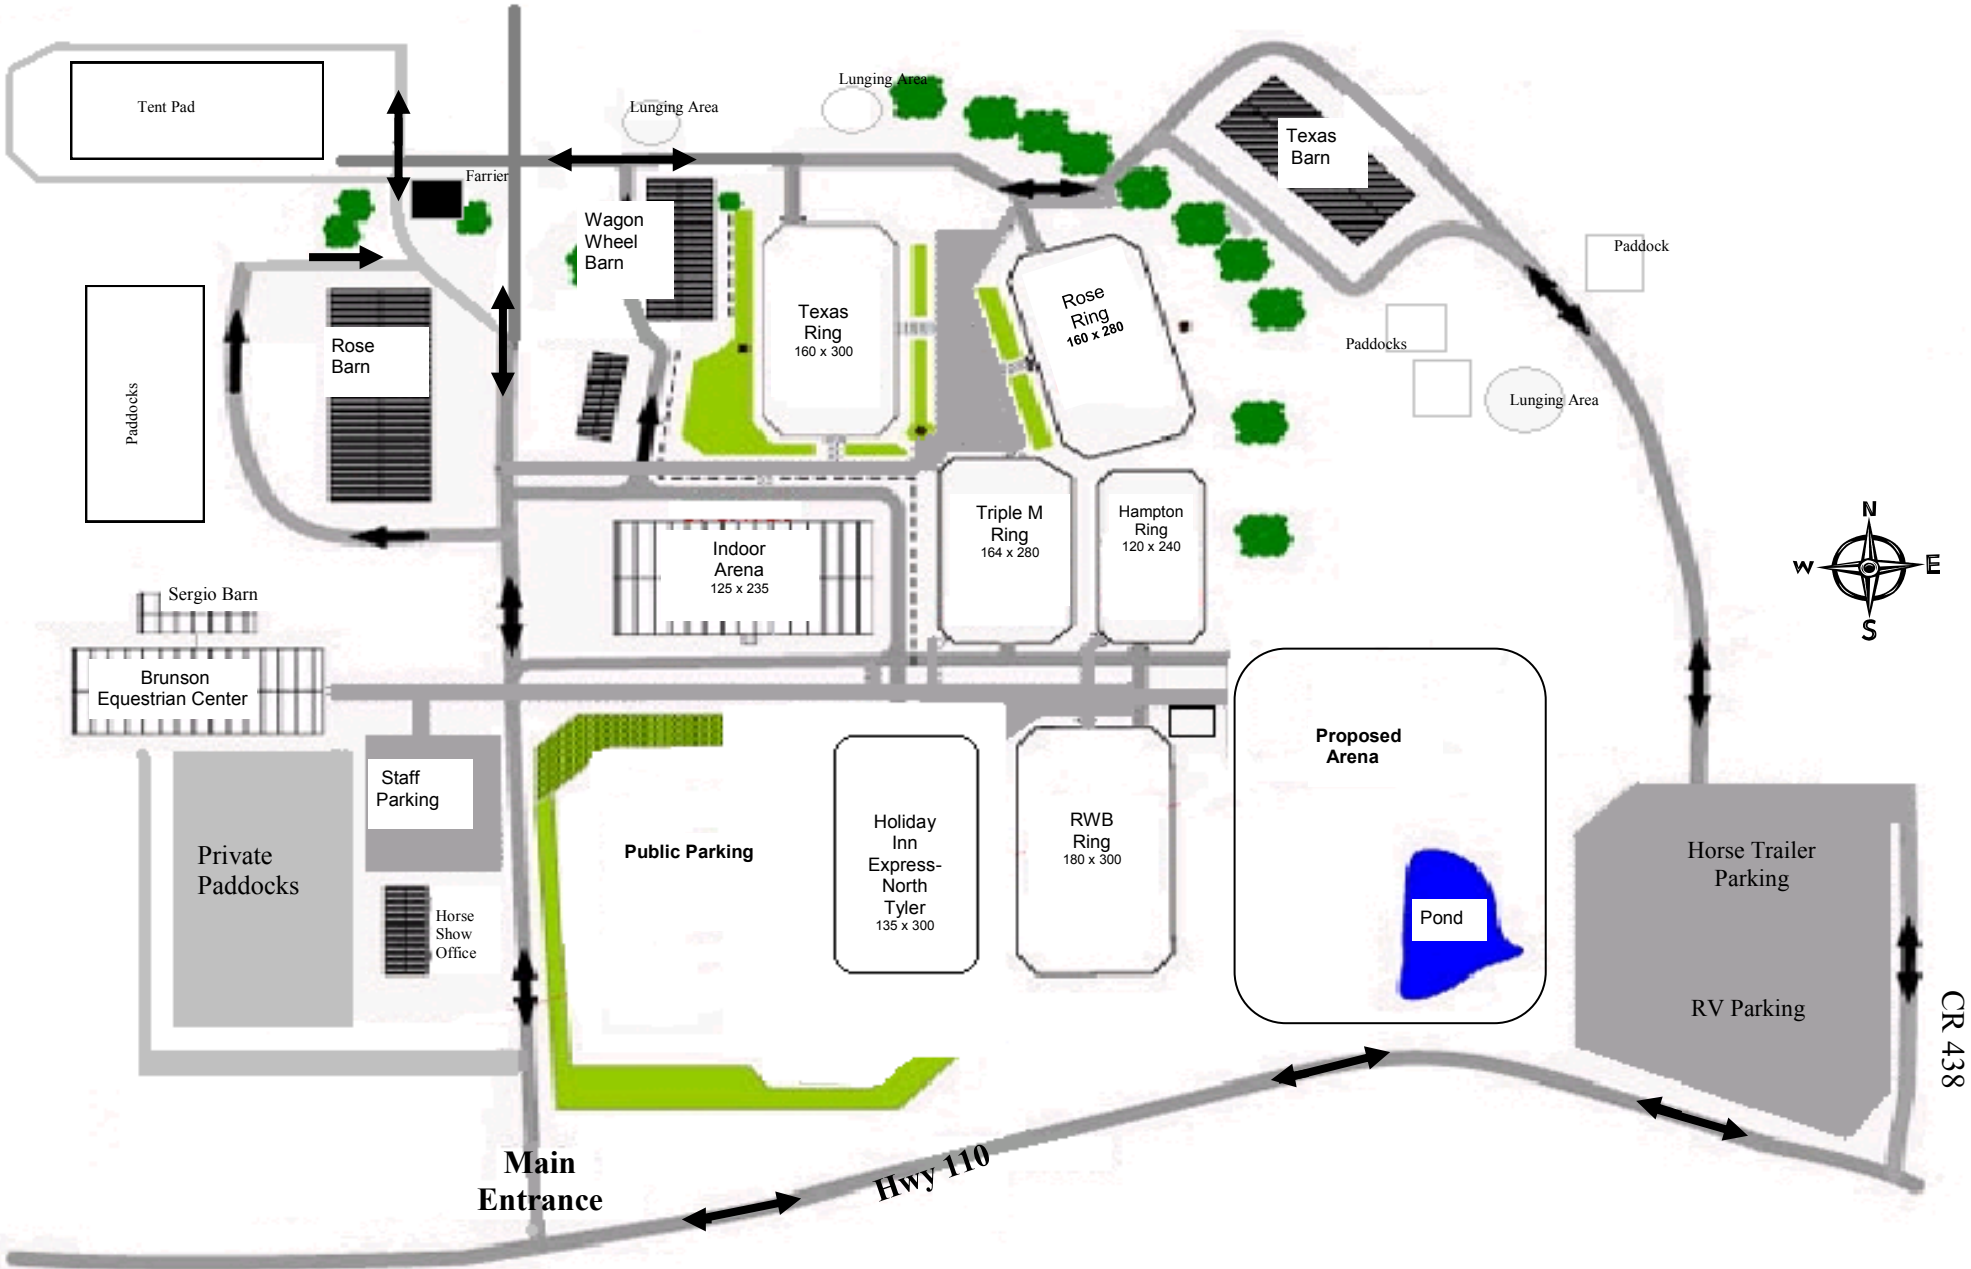 Tent Pad
Lunging Area
Lunging Area
Farrier
Texas
Barn
Wagon
Wheel
Barn
Paddock
Texas
Ring
160 x 300
Rose
Ring
160 x 280
Rose
Barn
Paddocks
Paddocks
Lunging Area
Triple M
Ring
164 x 280
Hampton
Ring
120 x 240
Indoor
Arena
125 x 235
N
W
E
S
Sergio Barn
Brunson
Equestrian Center
Proposed
Arena
Staff
Parking
Private
Paddocks
Public Parking
Holiday
Inn
Express-
North
Tyler
135 x 300
RWB
Ring
180 x 300
Horse Trailer
Parking
Horse
Show
Office
Pond
RV Parking
CR 438
Main
Entrance
Hwy 110